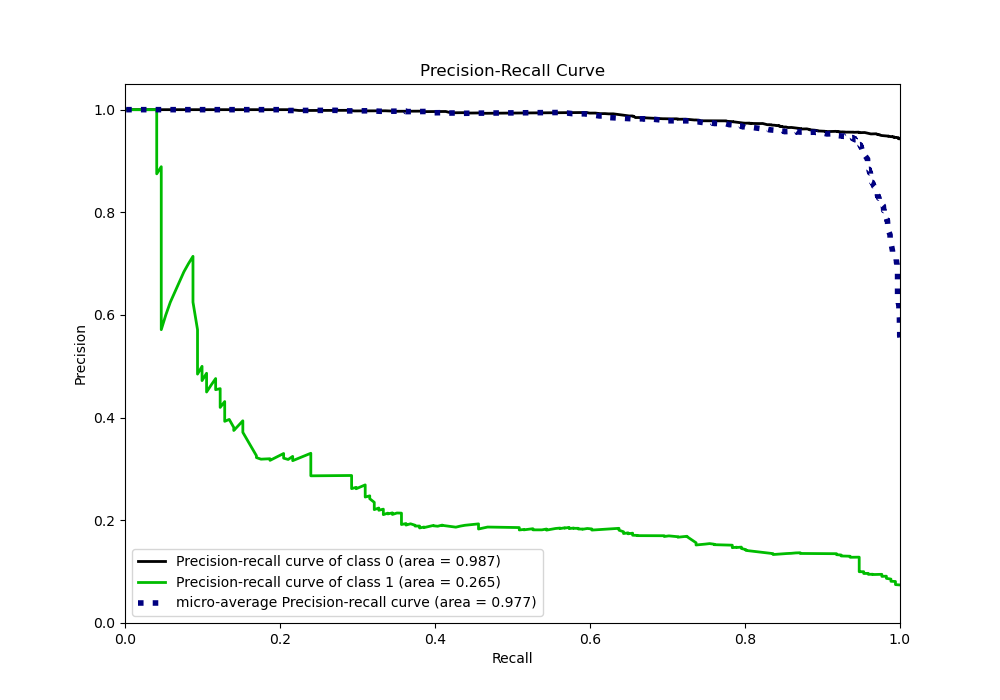 Precision-Recall Curve
1.0
0.8
0.6
0.4
0.2
0.0
Precision
Precision-recall curve of class 0 (area = 0.987)
Precision-recall curve of class 1 (area = 0.265)
micro-average Precision-recall curve (area = 0.977)
0.0 0.2 0.4 0.6 0.8 1.0
Recall